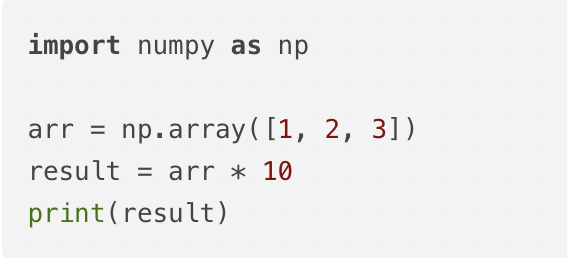 import numpy as np
arr = np.array([1, 2, 3])
result = arr * 10
print(result)